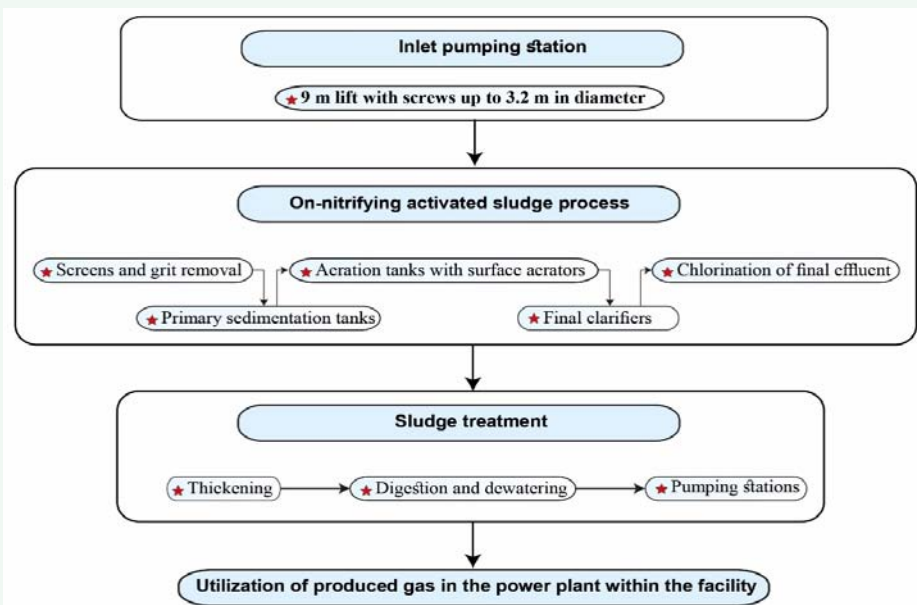 Inlet pumping station
★ 9 m lift with screws up to 3.2 m in diameter
On-nitrifying activated sludge process
★ Screens and grit removal
★ Primary sedimentation tanks
★ Aeration tanks with surface aerators
★ Final clarifiers
★ Chlorination of final effluent
Sludge treatment
★ Thickening
★ Digestion and dewatering
★ Pumping stations
Utilization of produced gas in the power plant within the facility